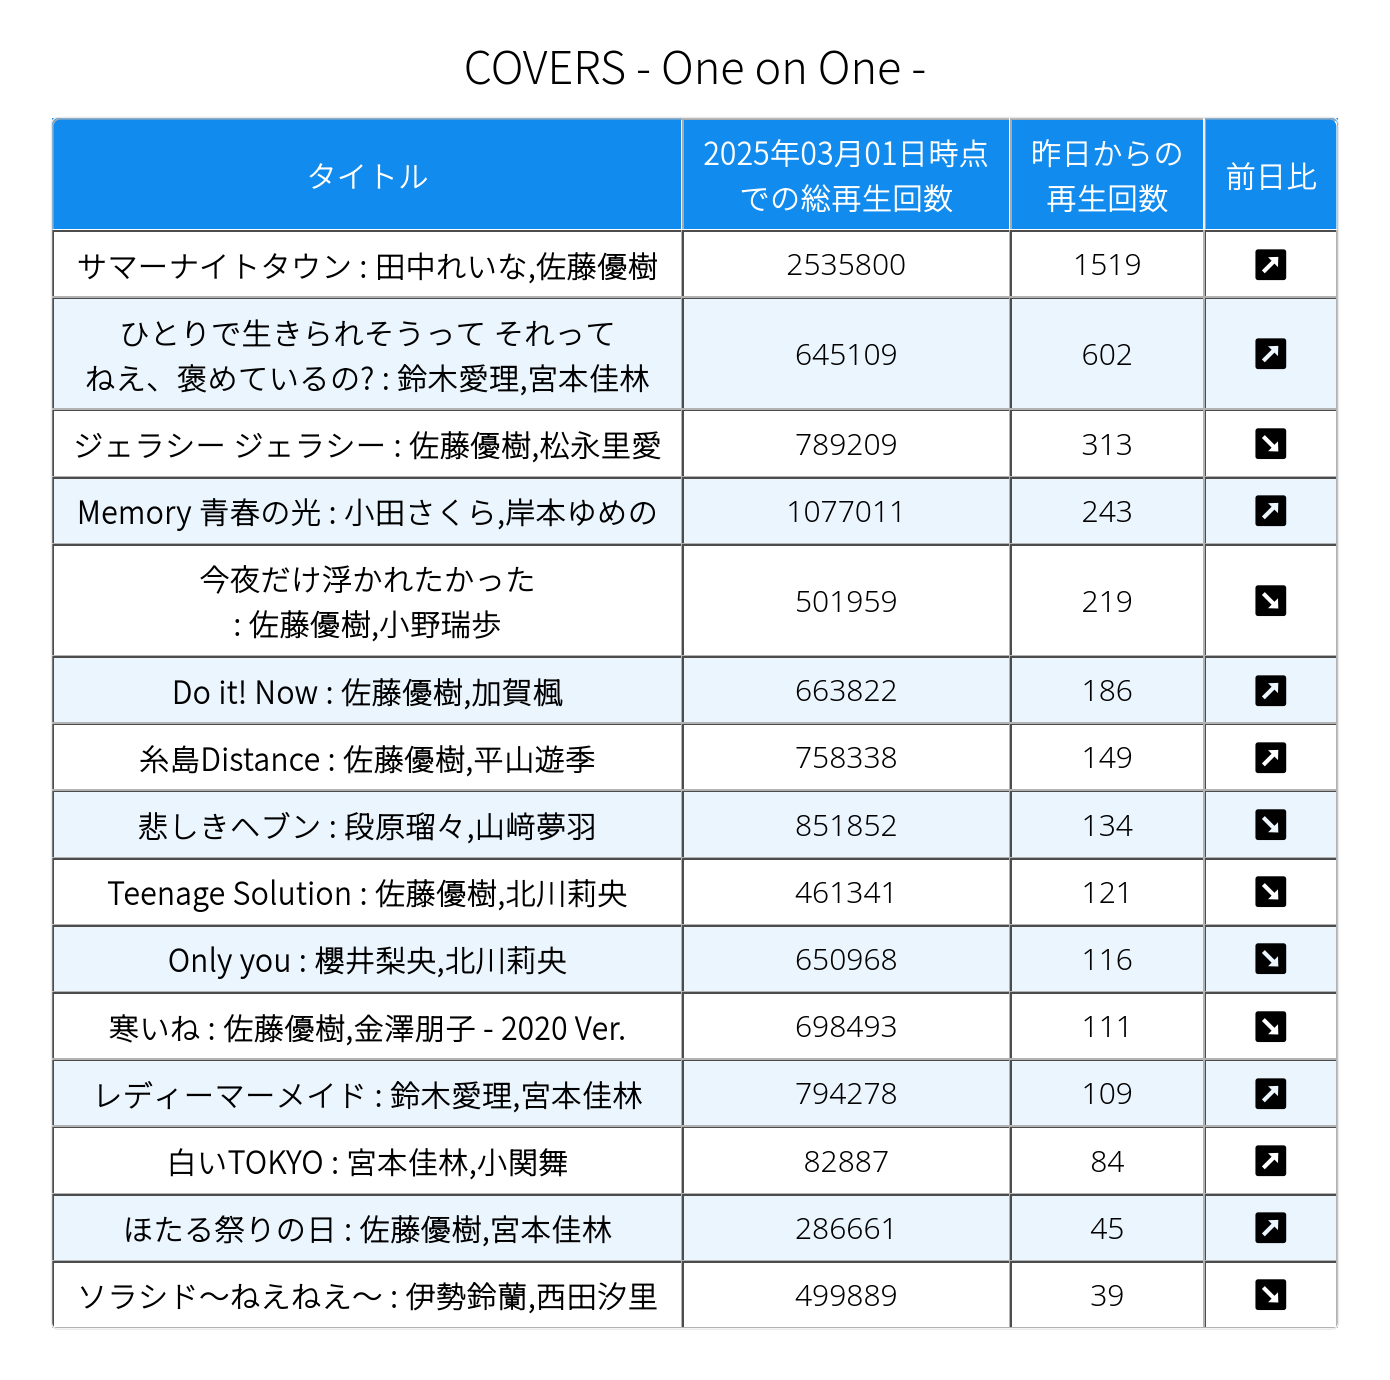 COVERS - One on One -
タイトル
2025年03月01日時点
での総再生回数
昨日からの
再生回数
前日比
サマーナイトタウン : 田中れいな,佐藤優樹 2535800 1519 ↗
ひとりで生きられそうって それって
ねえ、褒めているの? : 鈴木愛理,宮本佳林 645109 602 ↗
ジェラシー ジェラシー : 佐藤優樹,松永里愛 789209 313 ↘
Memory 青春の光 : 小田さくら,岸本ゆめの 1077011 243 ↗
今夜だけ浮かれたかった
: 佐藤優樹,小野瑞歩 501959 219 ↘
Do it! Now : 佐藤優樹,加賀楓 663822 186 ↗
糸島Distance : 佐藤優樹,平山遊季 758338 149 ↗
悲しきヘブン : 段原瑠々,山﨑夢羽 851852 134 ↘
Teenage Solution : 佐藤優樹,北川莉央 461341 121 ↘
Only you : 櫻井梨央,北川莉央 650968 116 ↘
寒いね : 佐藤優樹,金澤朋子 - 2020 Ver. 698493 111 ↘
レディーマーメイド : 鈴木愛理,宮本佳林 794278 109 ↗
白いTOKYO : 宮本佳林,小関舞 82887 84 ↗
ほたる祭りの日 : 佐藤優樹,宮本佳林 286661 45 ↗
ソラシド〜ねえねえ〜 : 伊勢鈴蘭,西田汐里 499889 39 ↘